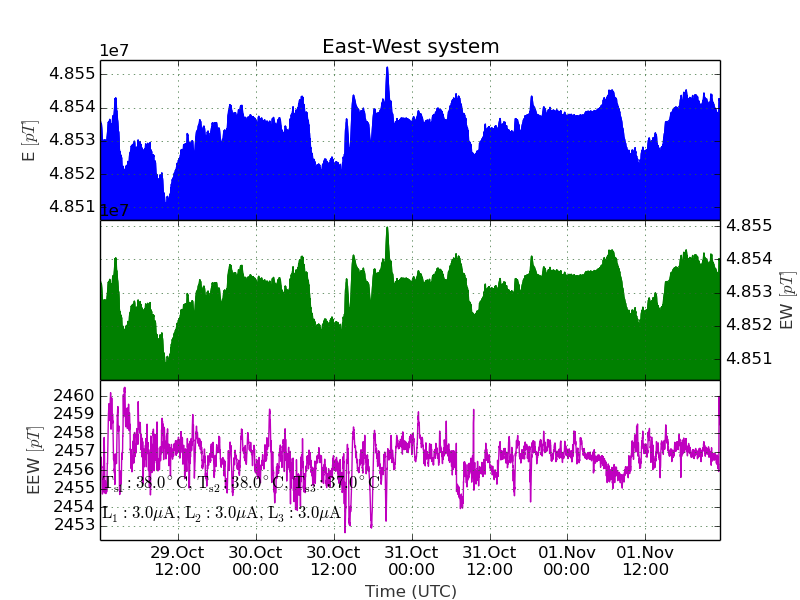 East-West system
1e7
4.855
4.854
4.853
4.852
4.851
E [pT]
1e7
4.855
4.854
4.853
4.852
4.851
EW [pT]
2460
2459
2458
2457
2456
2455
2454
2453
EEW [pT]
T_s1 : 38.0°C, T_s2 : 38.0°C, T_s3 : 37.0°C
L_1 : 3.0μA, L_2 : 3.0μA, L_3 : 3.0μA
29.Oct 12:00
30.Oct 00:00
30.Oct 12:00
31.Oct 00:00
31.Oct 12:00
01.Nov 00:00
01.Nov 12:00
Time (UTC)